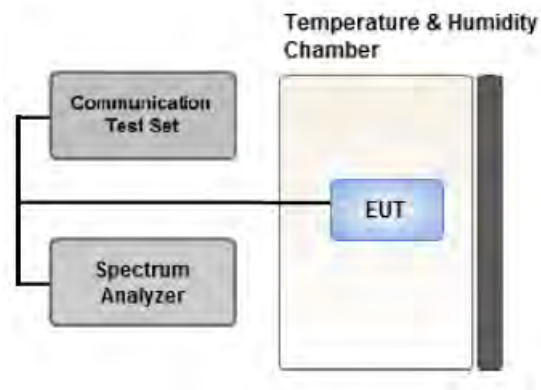 Temperature & Humidity
Chamber
Communication
Test Set
EUT
Spectrum
Analyzer